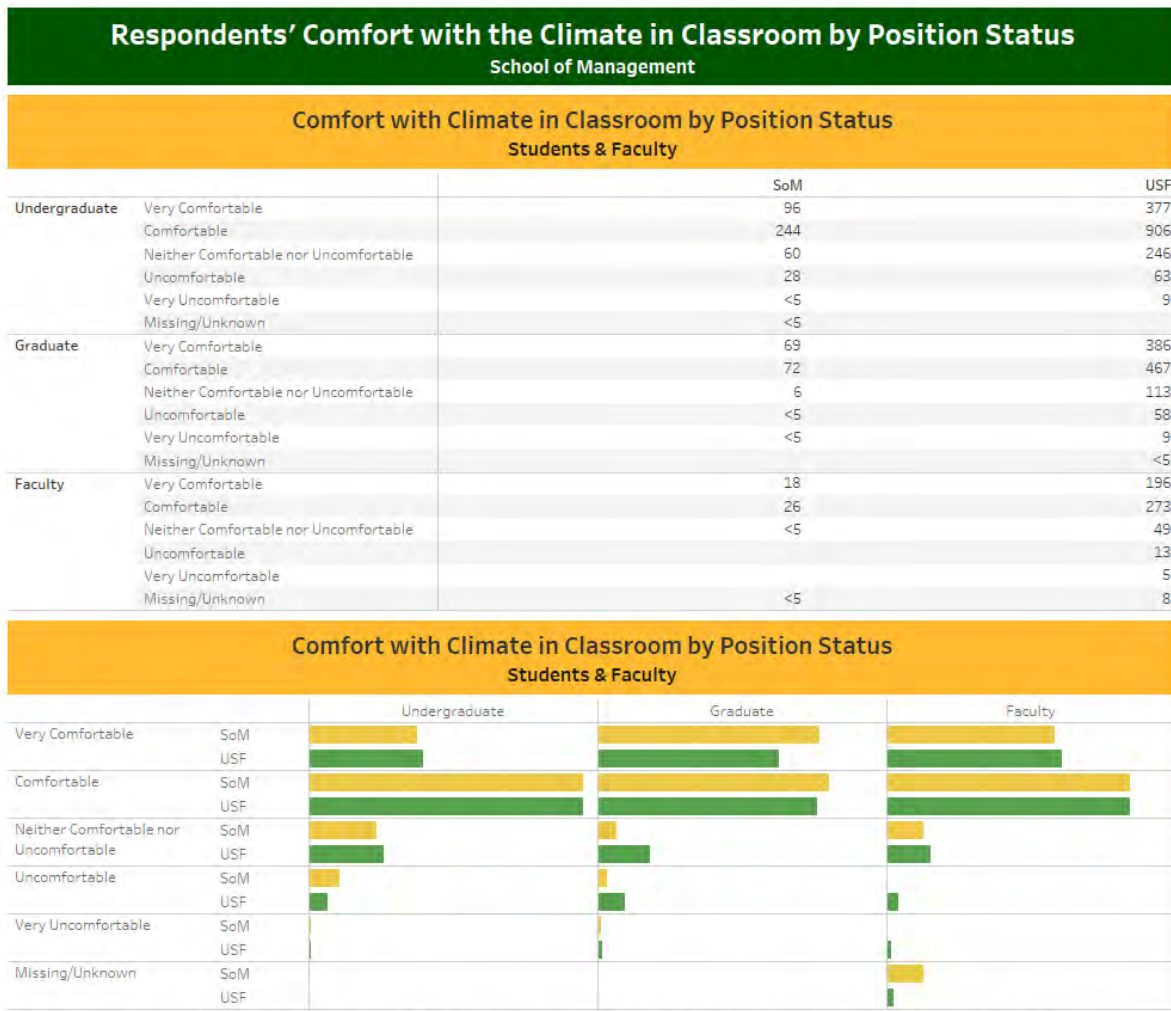 Respondents' Comfort with the Climate in Classroom by Position Status
School of Management
Comfort with Climate in Classroom by Position Status
Students & Faculty
SoM USF
Undergraduate Very Comfortable 96 377
Comfortable 244 906
Neither Comfortable nor Uncomfortable 60 246
Uncomfortable 28 63
Very Uncomfortable <5 9
Missing/Unknown <5
Graduate Very Comfortable 69 386
Comfortable 72 467
Neither Comfortable nor Uncomfortable 6 113
Uncomfortable <5 58
Very Uncomfortable <5 9
Missing/Unknown <5
Faculty Very Comfortable 18 196
Comfortable 26 273
Neither Comfortable nor Uncomfortable <5 49
Uncomfortable 13
Very Uncomfortable 5
Missing/Unknown <5 8
Comfort with Climate in Classroom by Position Status
Students & Faculty
Undergraduate Graduate Faculty
Very Comfortable SoM
USF
Comfortable SoM
USF
Neither Comfortable nor SoM
Uncomfortable USF
Uncomfortable SoM
USF
Very Uncomfortable SoM
USF
Missing/Unknown SoM
USF